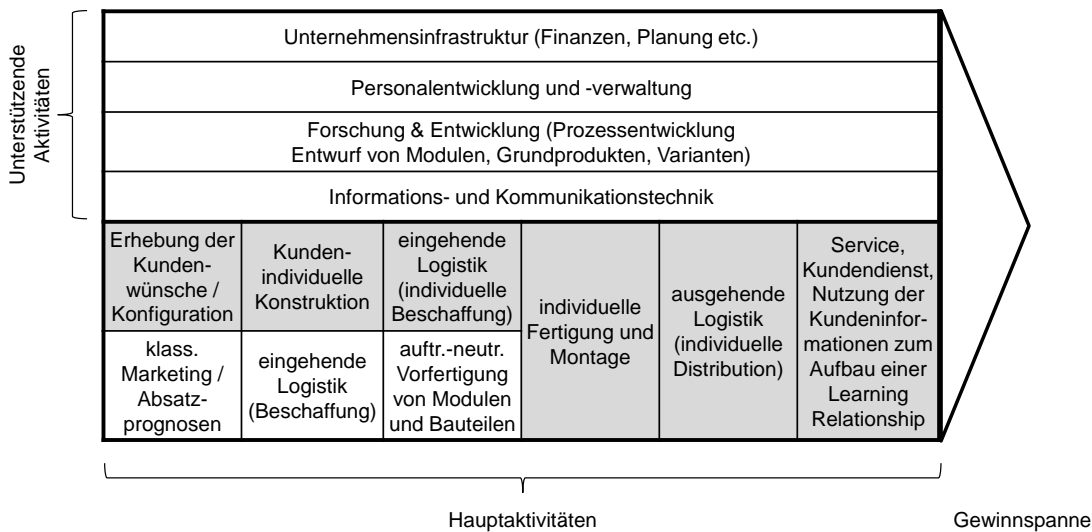 Unterstützende
Aktivitäten
Unternehmensinfrastruktur (Finanzen, Planung etc.)
Personalentwicklung und -verwaltung
Forschung & Entwicklung (Prozessentwicklung
Entwurf von Modulen, Grundprodukten, Varianten)
Informations- und Kommunikationstechnik
Erhebung der
Kunden-
wünsche /
Konfiguration
Kunden-
individuelle
Konstruktion
eingehende
Logistik
(individuelle
Beschaffung)
individuelle
Fertigung und
Montage
ausgehende
Logistik
(individuelle
Distribution)
Service,
Kundendienst,
Nutzung der
Kundeninfor-
mationen zum
Aufbau einer
Learning
Relationship
klass.
Marketing /
Absatz-
prognosen
eingehende
Logistik
(Beschaffung)
auftr.-neutr.
Vorfertigung
von Modulen
und Bauteilen
Hauptaktivitäten
Gewinnspanne